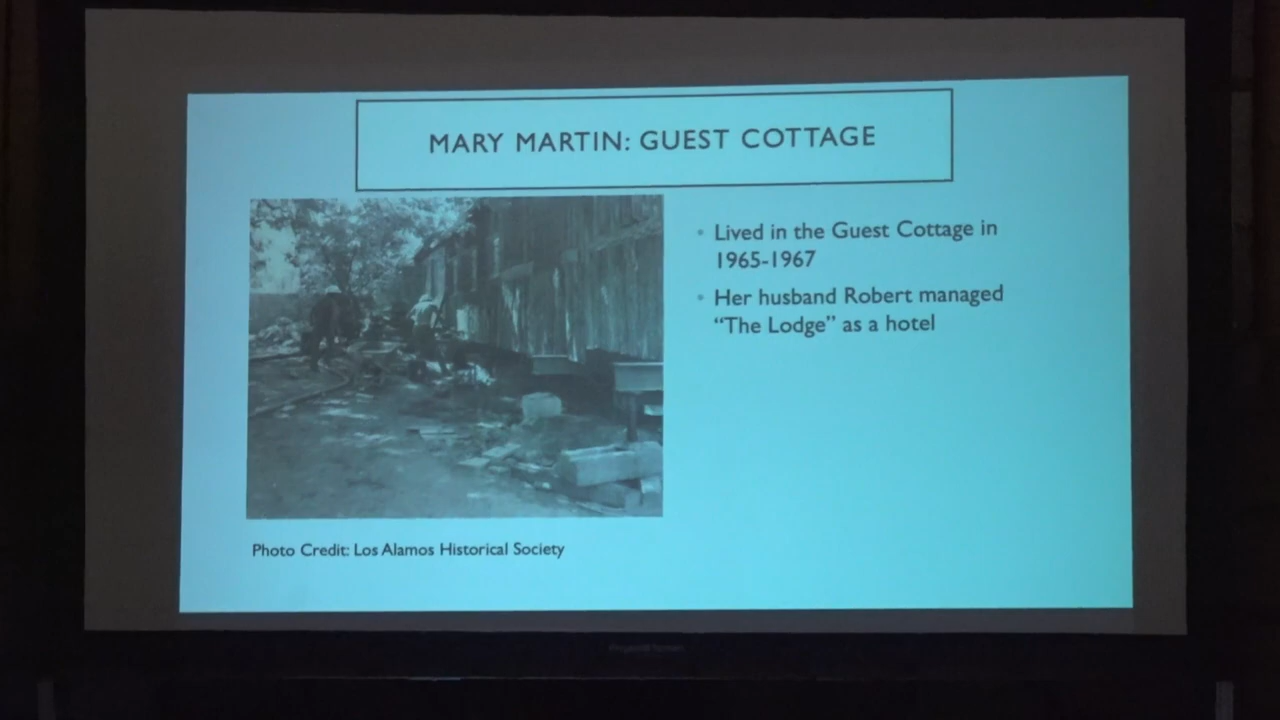 MARY MARTIN: GUEST COTTAGE
• Lived in the Guest Cottage in
1965-1967
• Her husband Robert managed
“The Lodge” as a hotel
Photo Credit: Los Alamos Historical Society